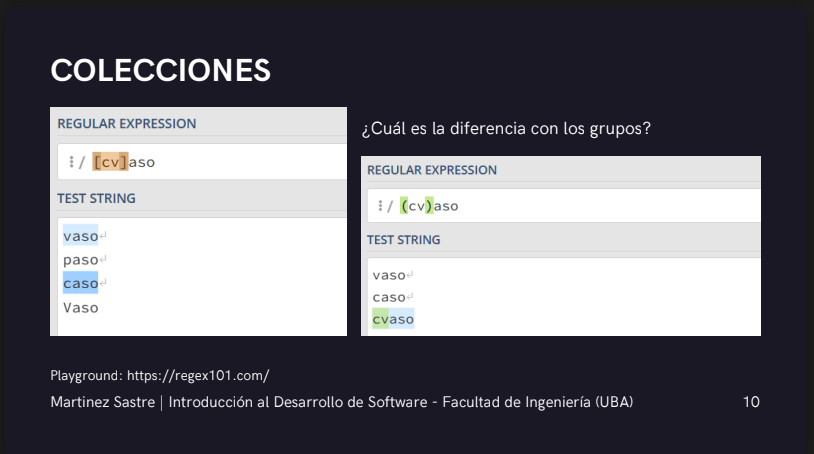 COLECCIONES
REGULAR EXPRESSION
⋮ / [cv]aso
TEST STRING
vaso↵
paso↵
caso↵
Vaso
¿Cuál es la diferencia con los grupos?
REGULAR EXPRESSION
⋮ / (cv)aso
TEST STRING
vaso↵
caso↵
cvaso
Playground: https://regex101.com/
Martinez Sastre | Introducción al Desarrollo de Software - Facultad de Ingeniería (UBA)
10